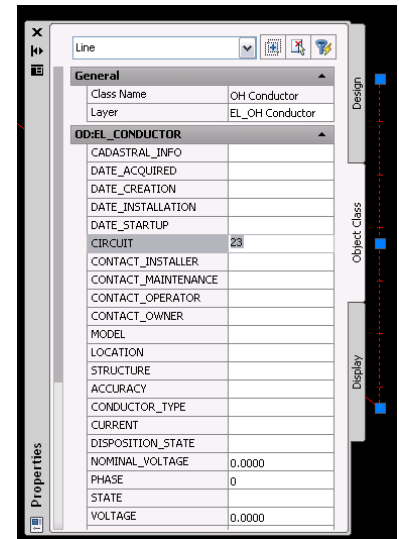 Line
General
Class Name OH Conductor
Layer EL_OH Conductor
OD:EL_CONDUCTOR
CADASTRAL_INFO
DATE_ACQUIRED
DATE_CREATION
DATE_INSTALLATION
DATE_STARTUP
CIRCUIT 23
CONTACT_INSTALLER
CONTACT_MAINTENANCE
CONTACT_OPERATOR
CONTACT_OWNER
MODEL
LOCATION
STRUCTURE
ACCURACY
CONDUCTOR_TYPE
CURRENT
DISPOSITION_STATE
NOMINAL_VOLTAGE 0.0000
PHASE 0
STATE
VOLTAGE 0.0000
Design
Object Class
Display
Properties